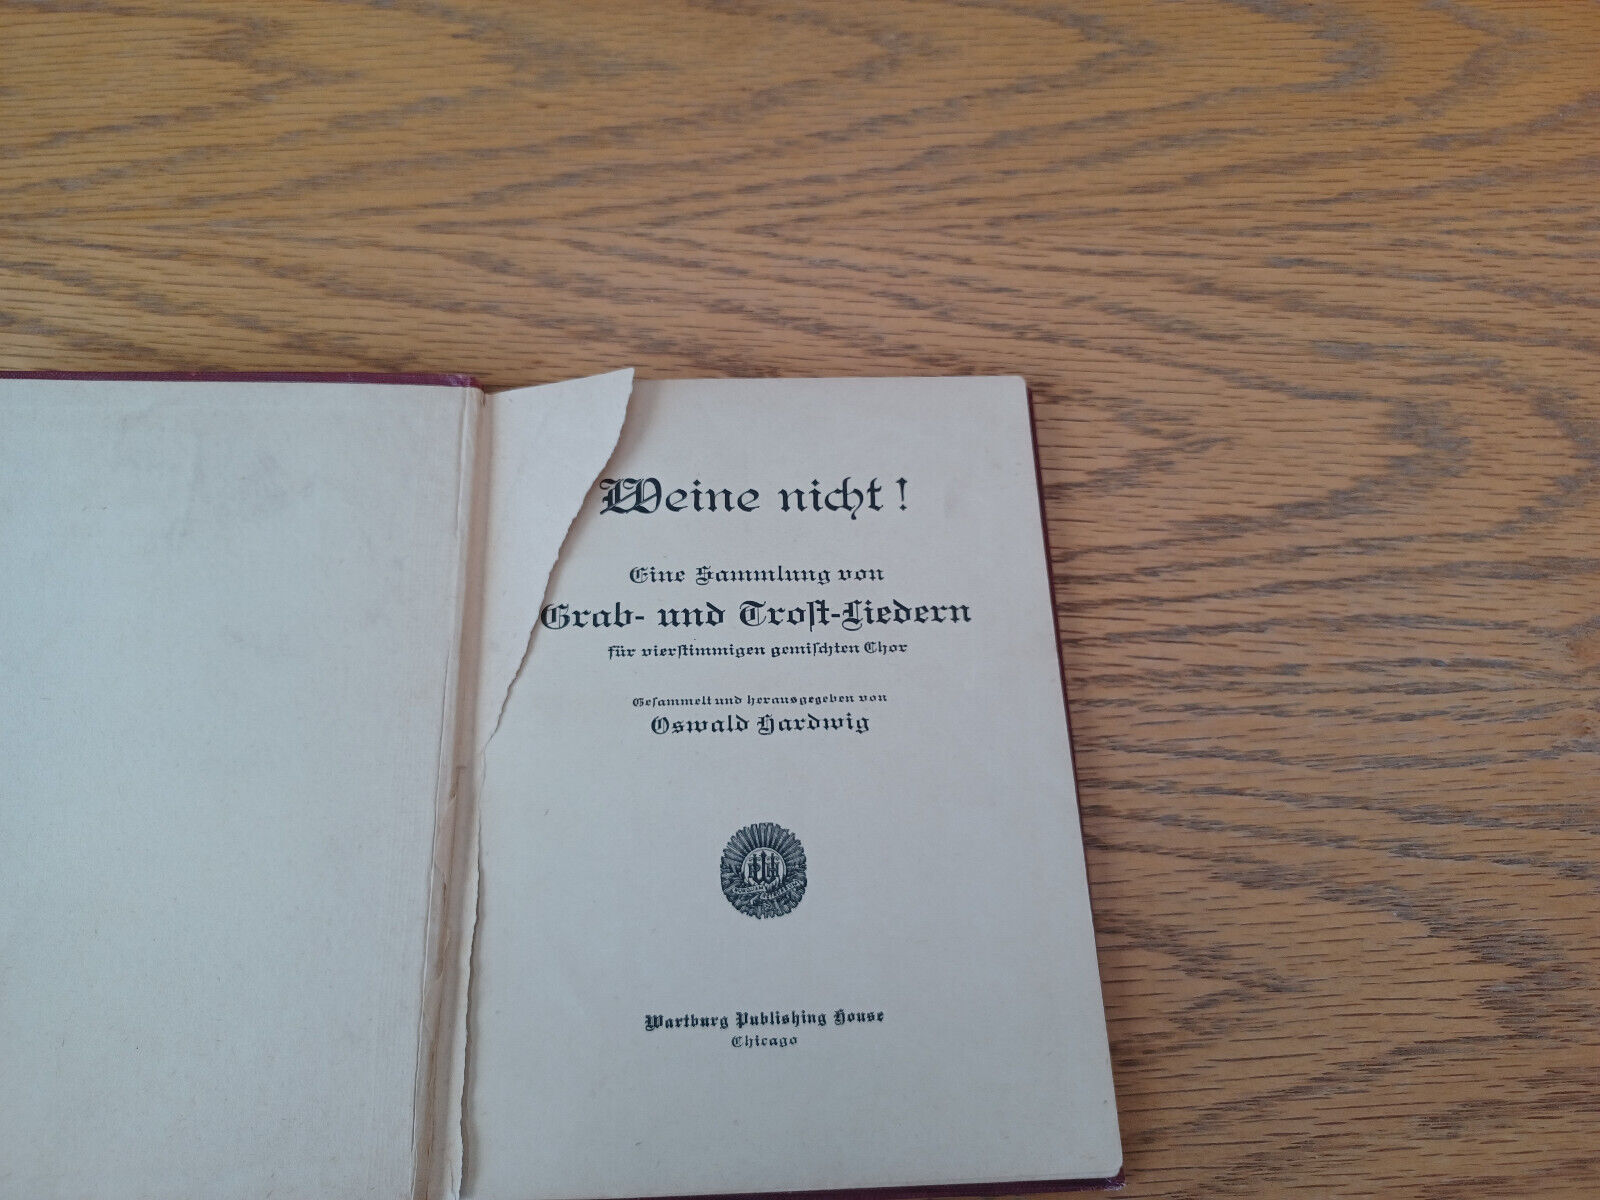 Weine nicht!
Eine Sammlung von
Grab- und Trost-Liedern
für vierstimmigen gemischten Chor
Gesammelt und herausgegeben von
Oswald Hardwig
Wartburg Publishing House
Chicago